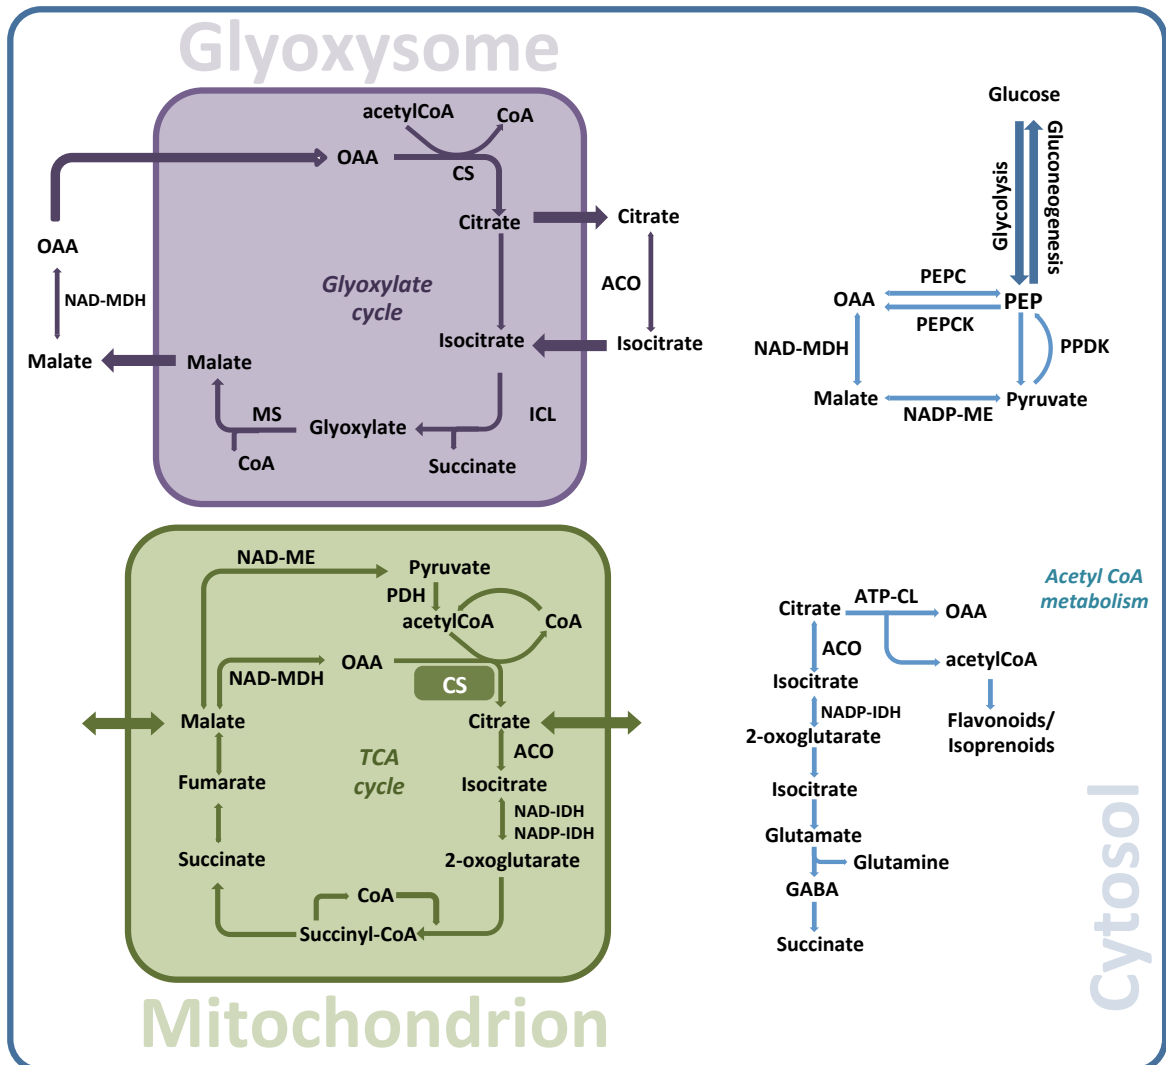 Glyoxysome
acetylCoA
CoA
OAA
CS
Citrate
Citrate
OAA
NAD-MDH
Glyoxylate
cycle
ACO
Isocitrate
Isocitrate
Malate
Malate
MS
Glyoxylate
ICL
CoA
Succinate
Glucose
Glycolysis
Gluconeogenesis
PEPC
OAA
PEP
PEPCK
NAD-MDH
PPDK
Malate
NADP-ME
Pyruvate
NAD-ME
Pyruvate
PDH
acetylCoA
CoA
OAA
NAD-MDH
CS
Malate
Citrate
TCA
cycle
ACO
Fumarate
Isocitrate
NAD-IDH
NADP-IDH
Succinate
2-oxoglutarate
CoA
Succinyl-CoA
Mitochondrion
Acetyl CoA
metabolism
Citrate
ATP-CL
OAA
ACO
acetylCoA
Isocitrate
NADP-IDH
Flavonoids/
Isoprenoids
2-oxoglutarate
Isocitrate
Glutamate
Glutamine
GABA
Succinate
Cytosol